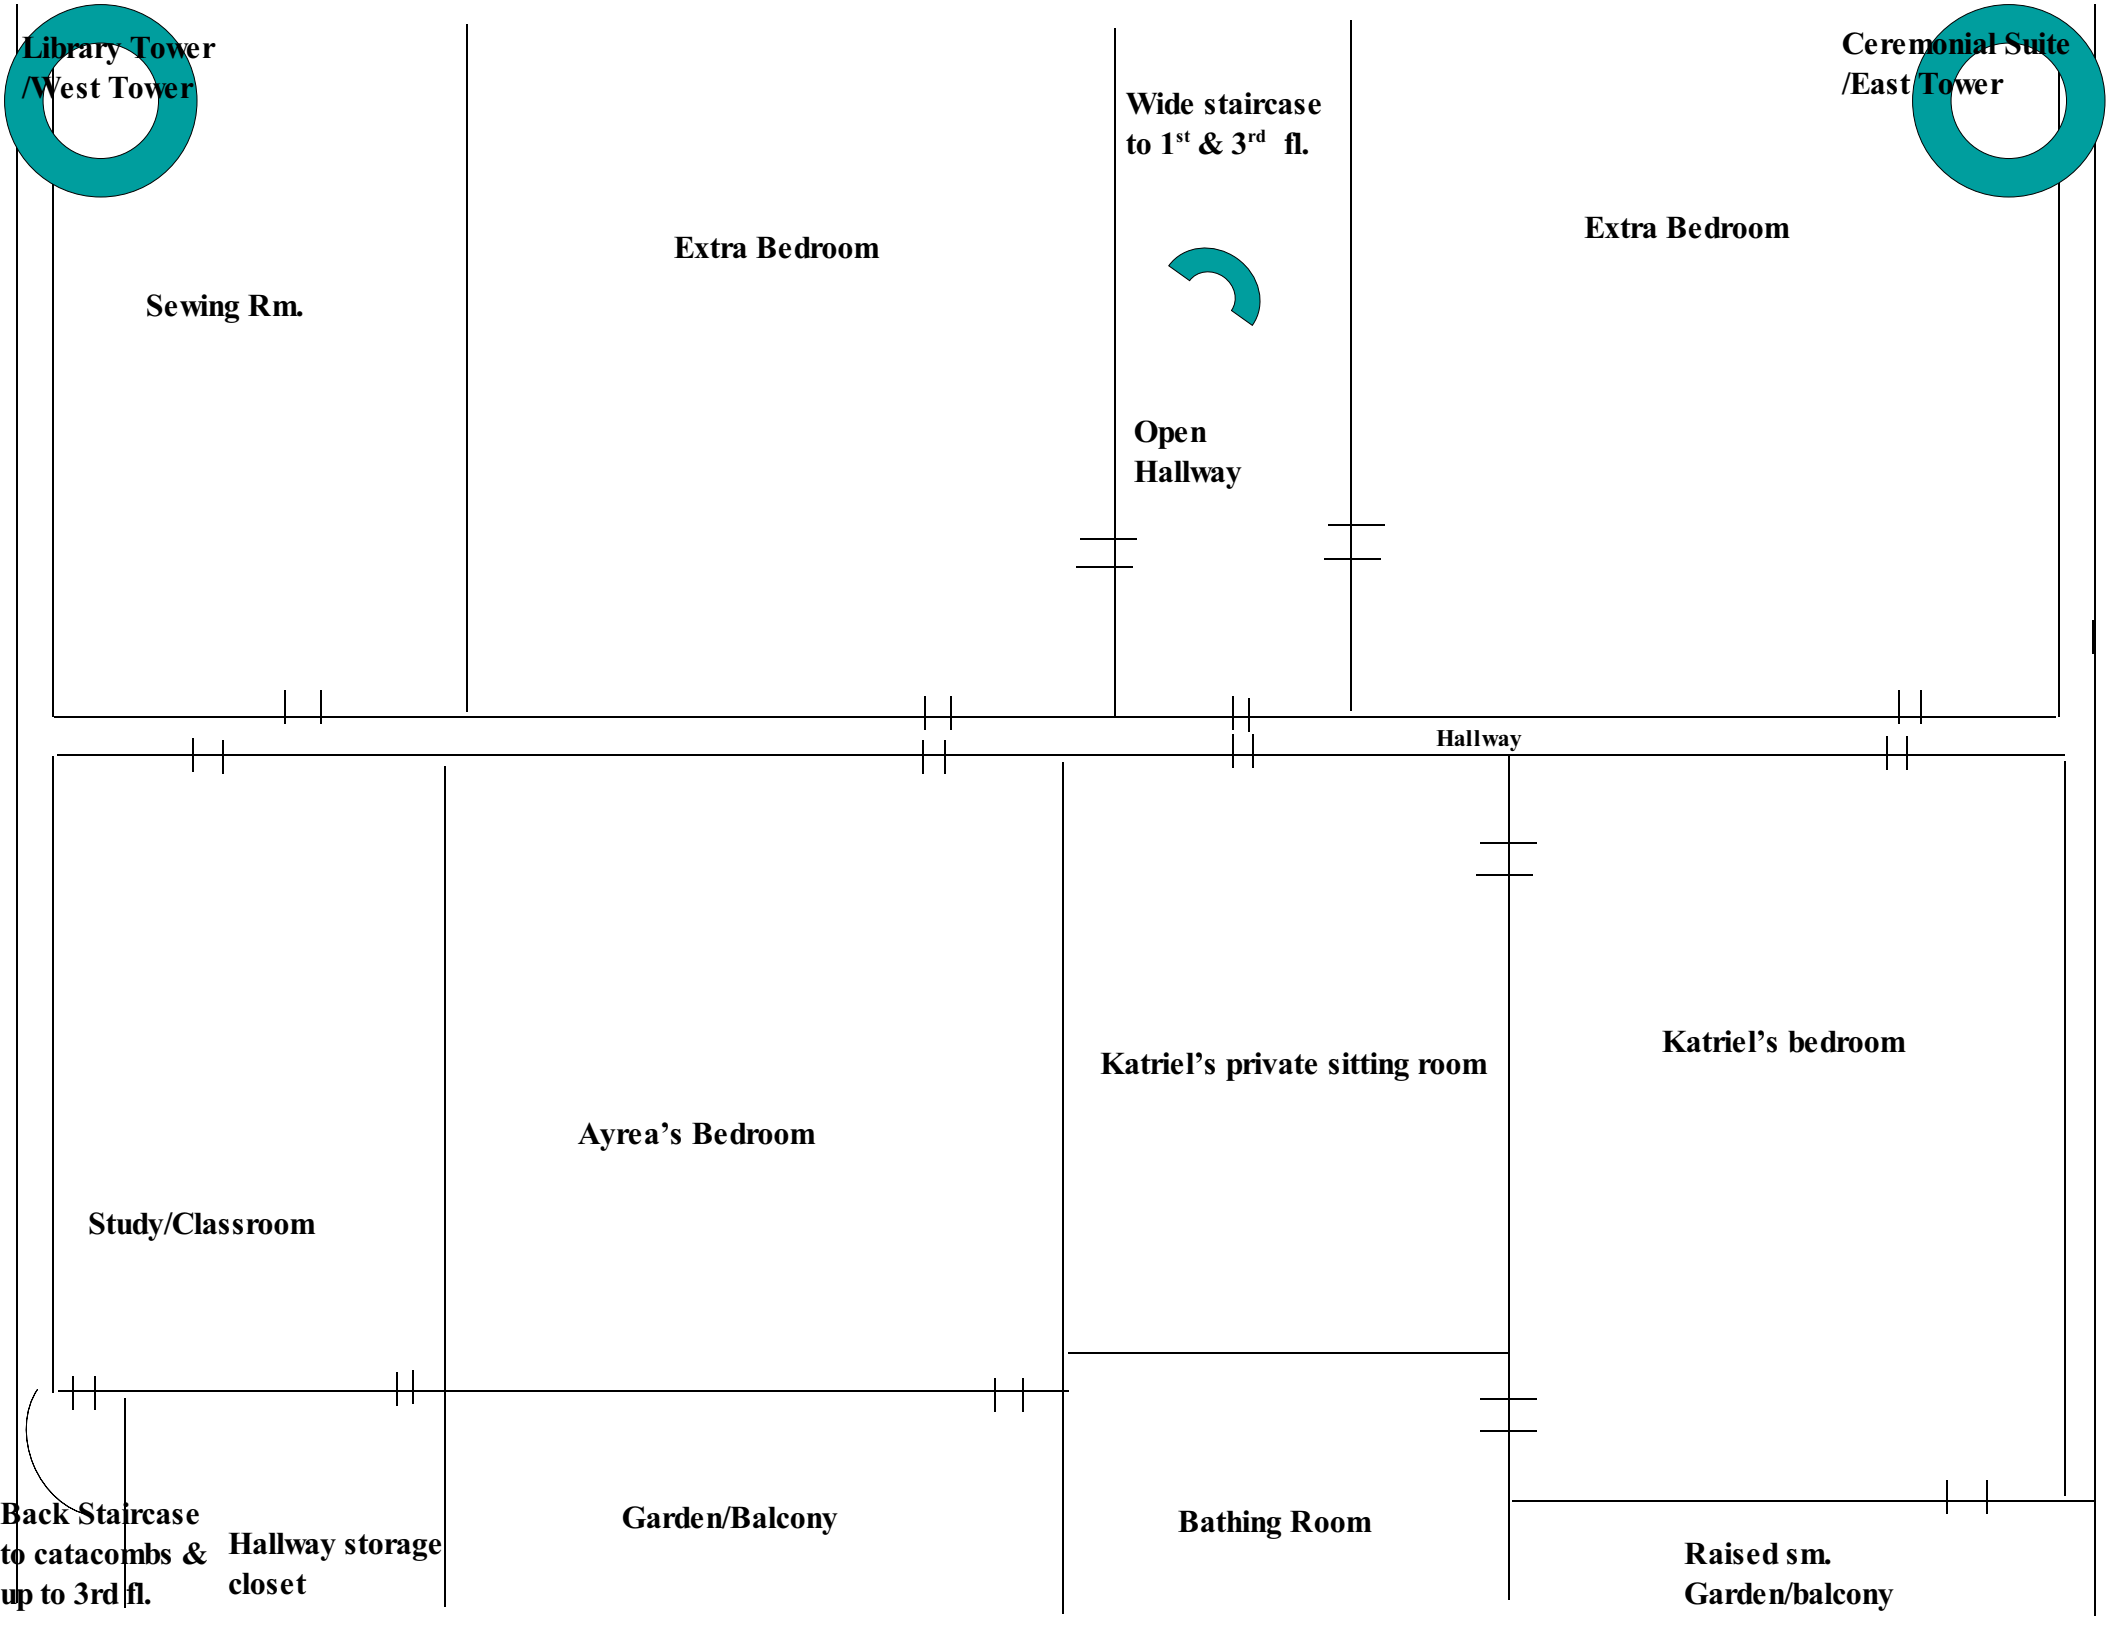 Library Tower
/West Tower
Ceremonial Suite
/East Tower
Wide staircase
to 1st & 3rd fl.
Extra Bedroom
Extra Bedroom
Sewing Rm.
Open
Hallway
Hallway
Katriel’s private sitting room
Katriel’s bedroom
Ayrea’s Bedroom
Study/Classroom
Back Staircase
to catacombs &
up to 3rd fl.
Hallway storage
closet
Garden/Balcony
Bathing Room
Raised sm.
Garden/balcony